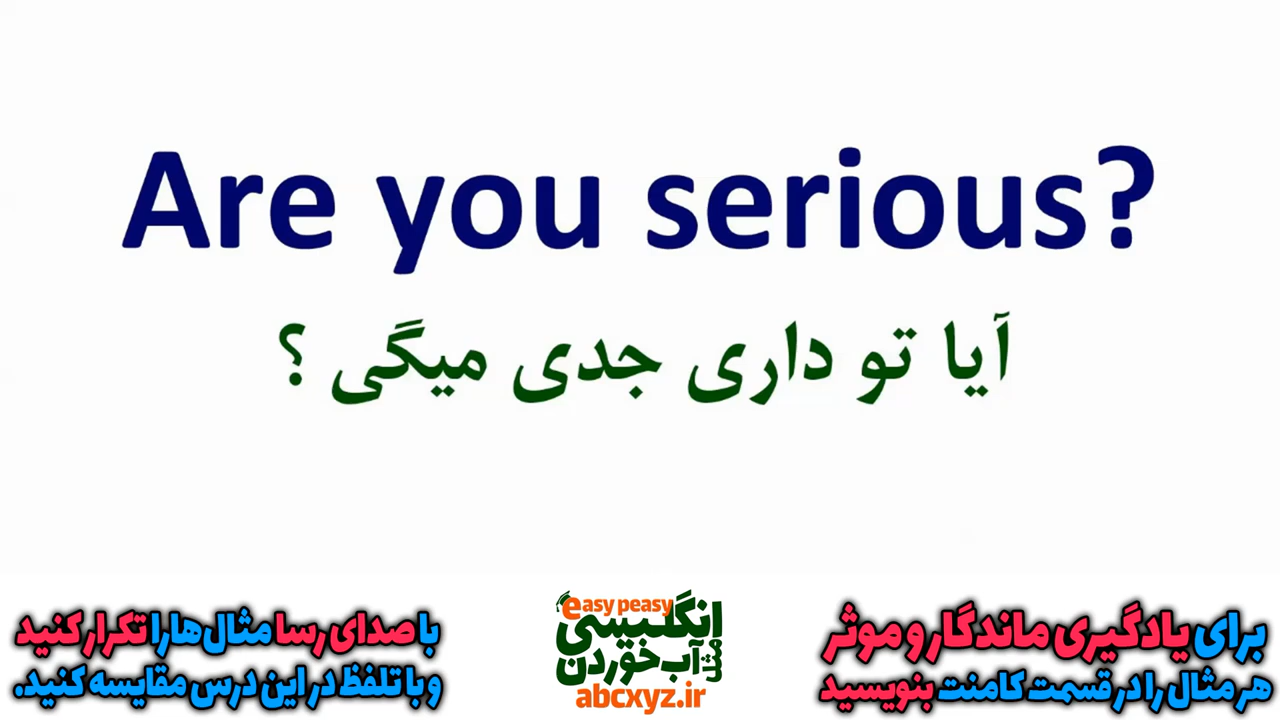 Are you serious?
آیا تو داری جدی میگی ؟
برای یادگیری ماندگار و موثر
هر مثال را در قسمت کامنت بنویسید
easy peasy
انگلیسی
مثت آب خوردن
abcxyz.ir
با صدای رسا مثال‌ها را تکرار کنید
و با تلفظ در این درس مقایسه کنید.